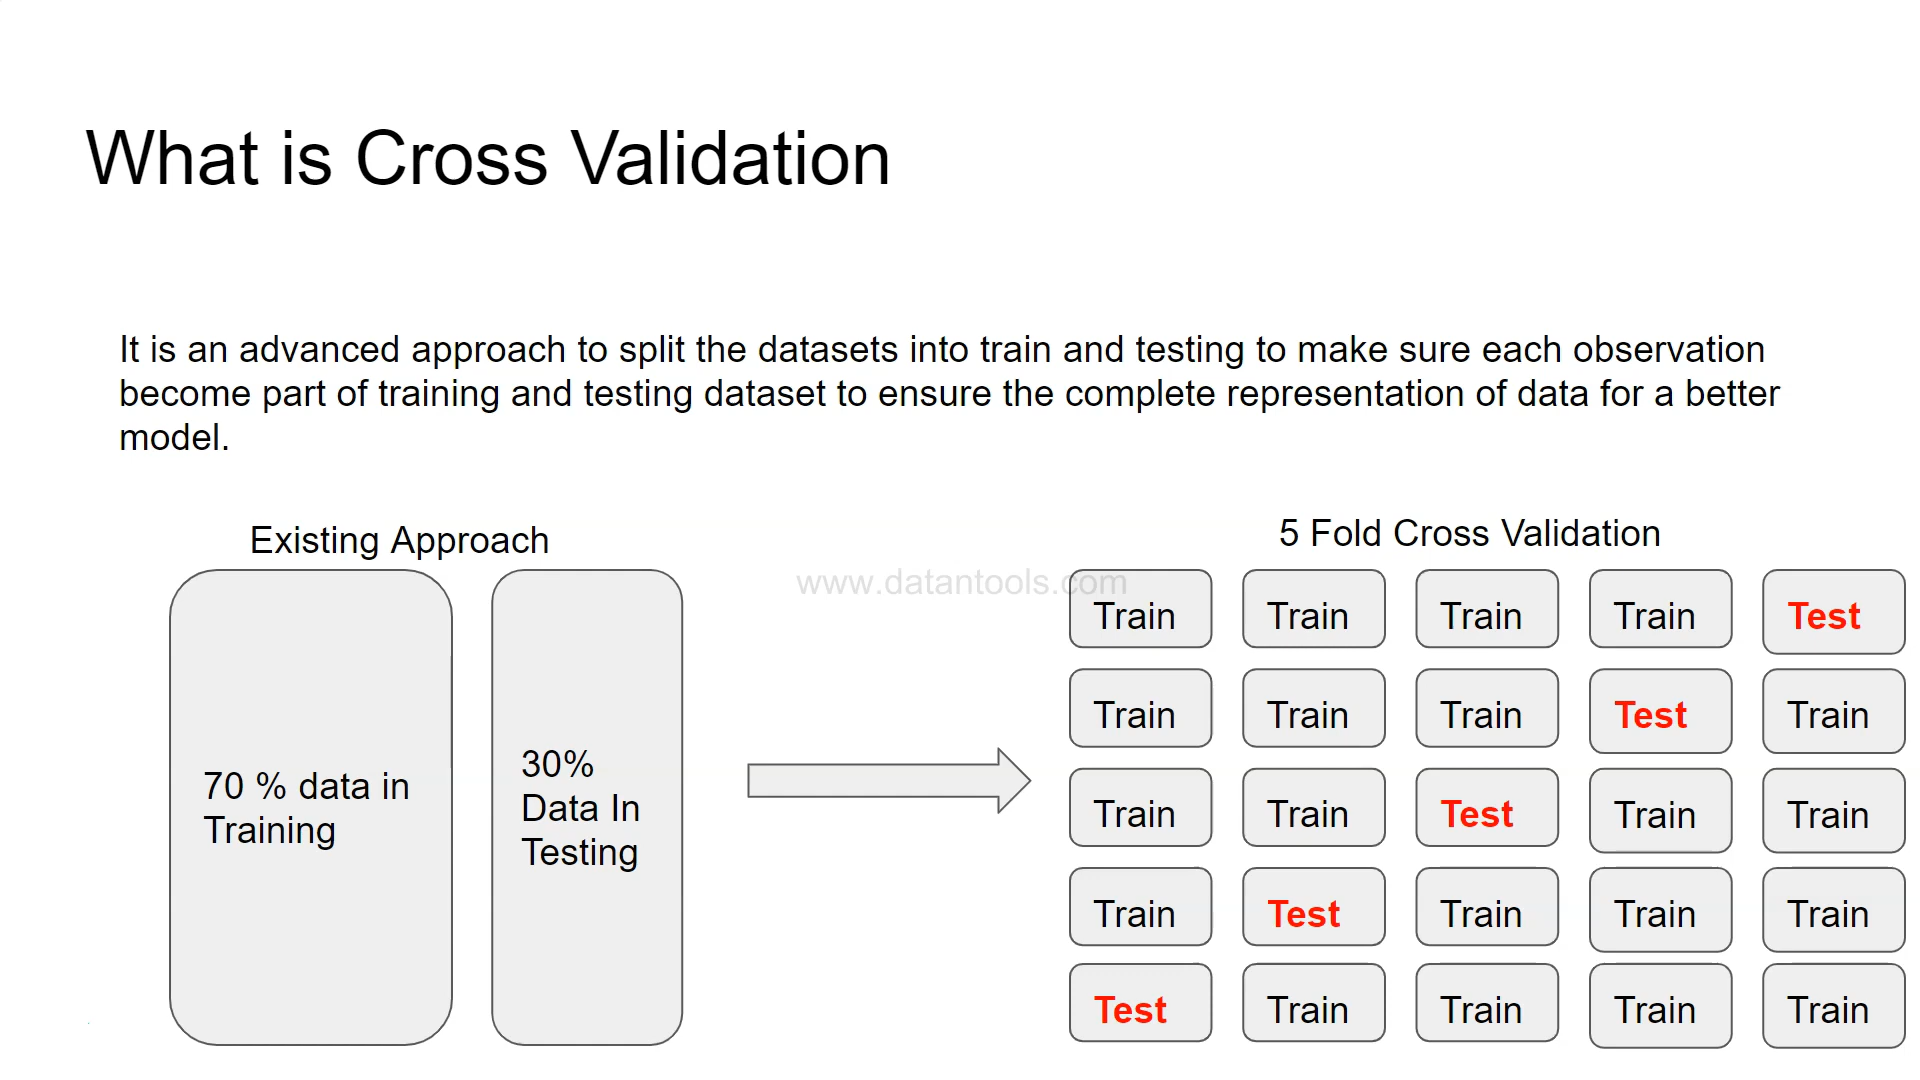 What is Cross Validation
It is an advanced approach to split the datasets into train and testing to make sure each observation
become part of training and testing dataset to ensure the complete representation of data for a better
model.
Existing Approach
70 % data in
Training
30%
Data In
Testing
www.datantools.com
5 Fold Cross Validation
Train Train Train Train Test
Train Train Train Test Train
Train Train Test Train Train
Train Test Train Train Train
Test Train Train Train Train